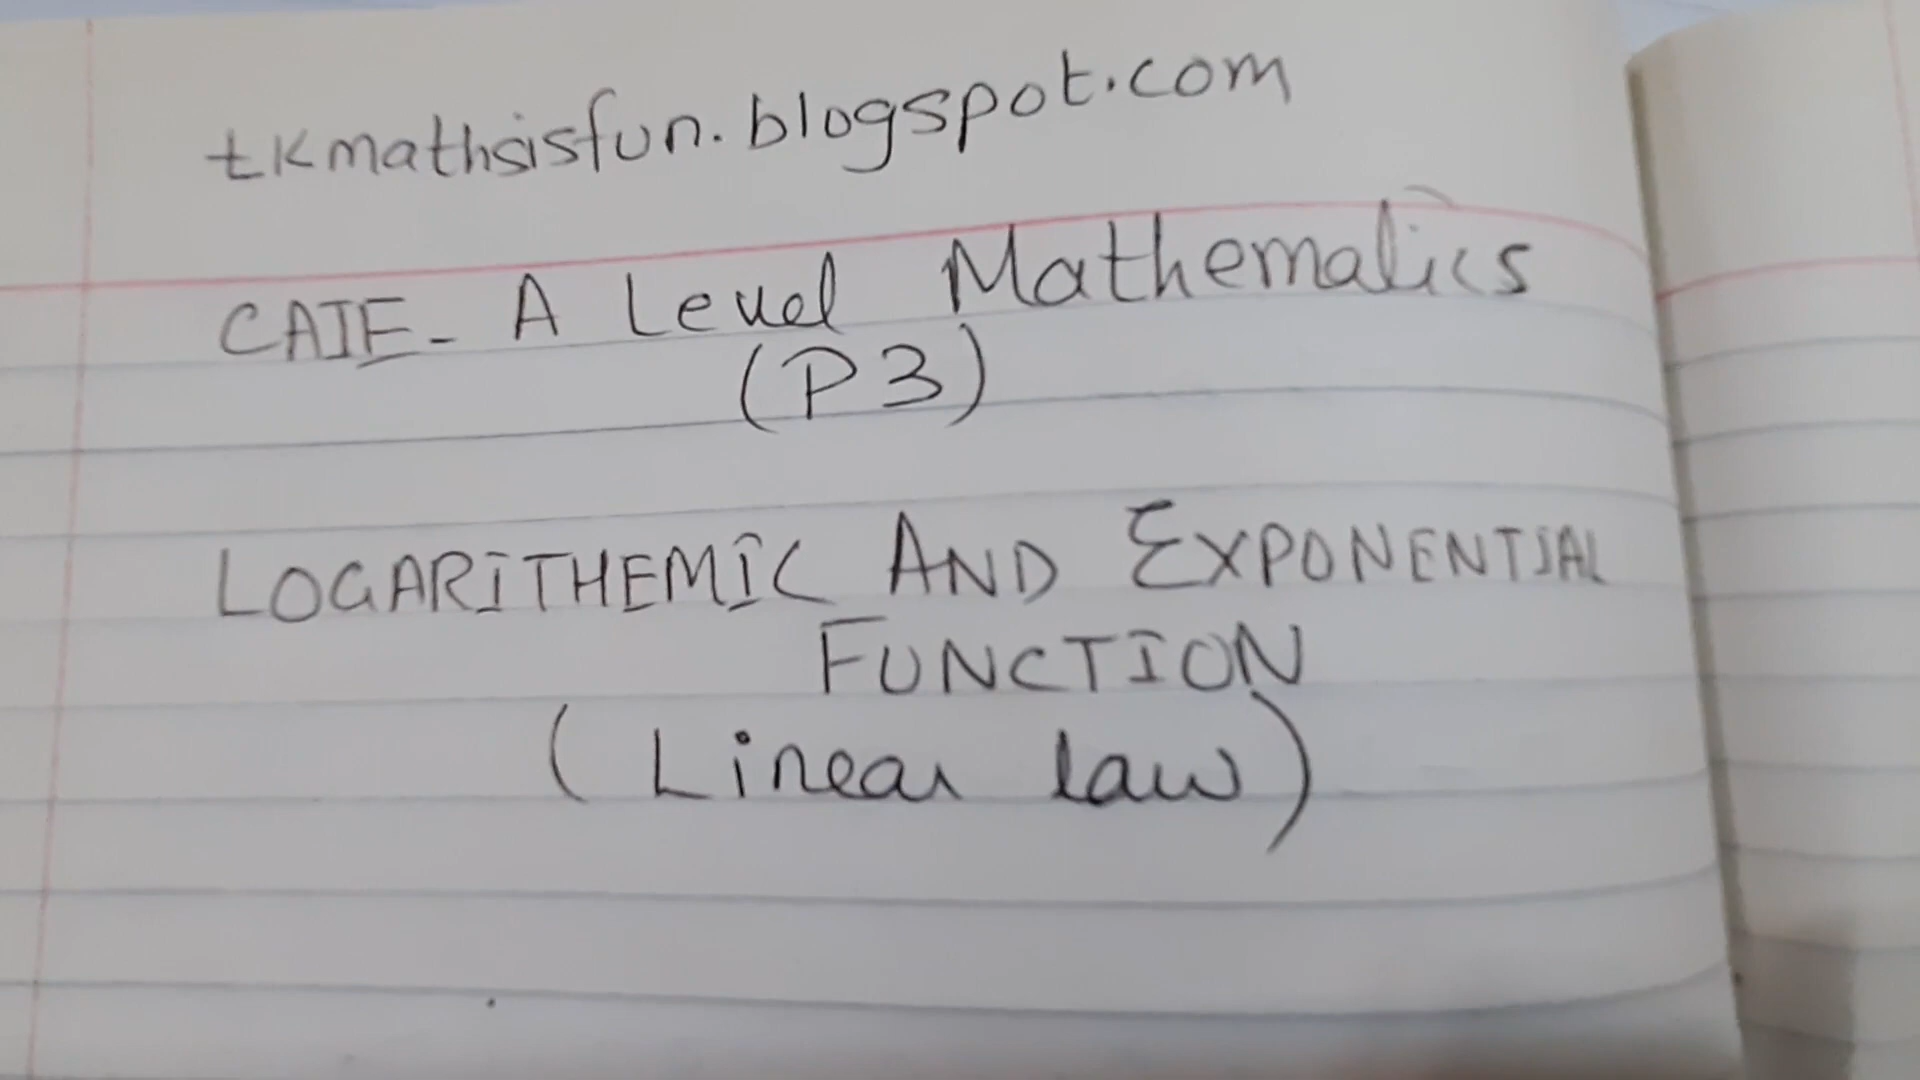 tkmathsisfun.blogspot.com
CAIE- A Level Mathematics
(P3)
LOGARITHEMIC AND EXPONENTIAL
FUNCTION
(Linear law)